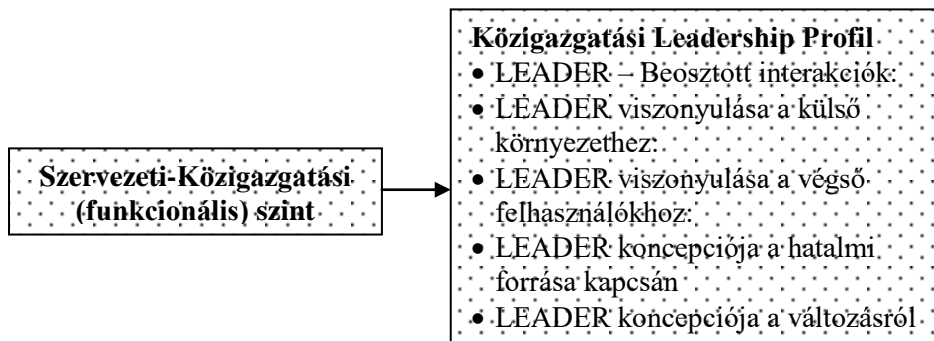 Közigazgatási Leadership Profil
• LEADER – Beosztott interakciók:
• LEADER viszonyulása a külső
környezethez:
• LEADER viszonyulása a végső
felhasználókhoz:
• LEADER koncepciója a hatalmi
forrása kapcsán
• LEADER koncepciója a változásról
Szervezeti-Közigazgatási
(funkcionális) szint